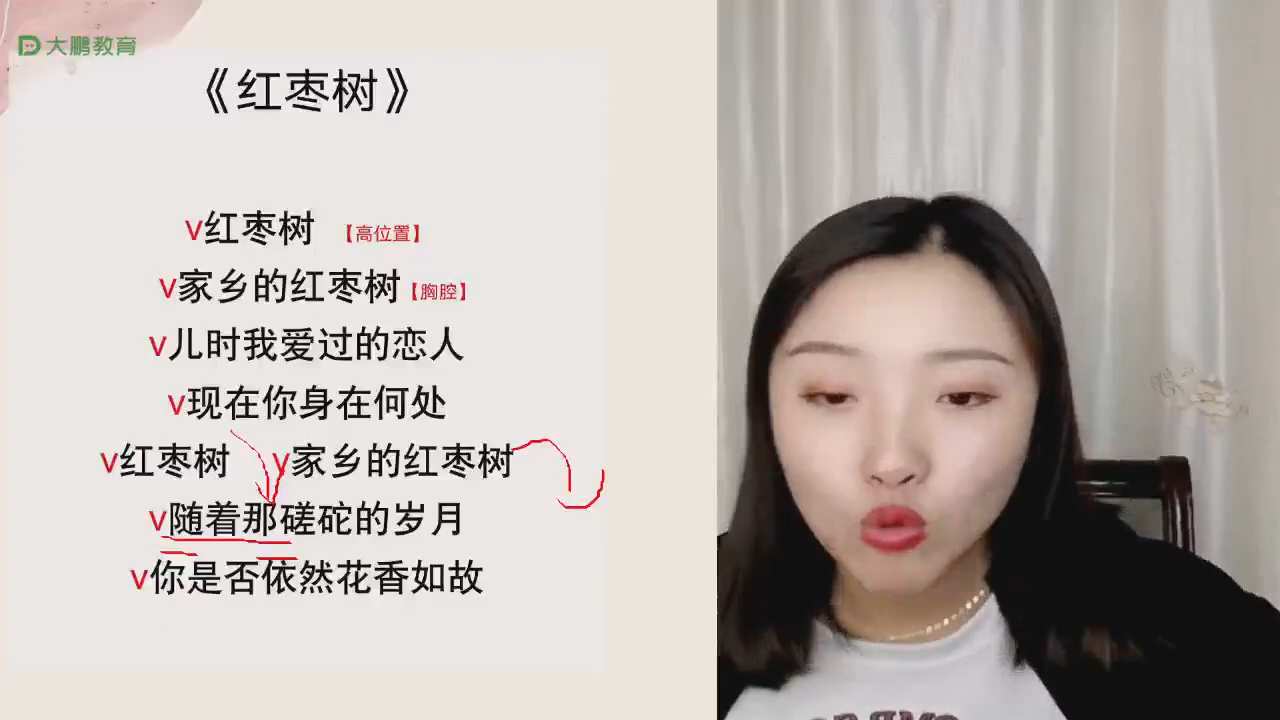 大鹏教育
《红枣树》
v红枣树 【高位置】
v家乡的红枣树【胸腔】
v儿时我爱过的恋人
v现在你身在何处
v红枣树 v家乡的红枣树
v随着那磋砣的岁月
v你是否依然花香如故